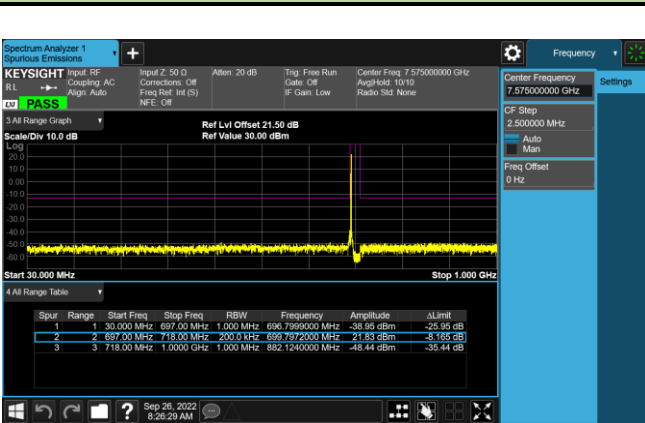 Spectrum Analyzer 1
Spurious Emissions
+
Frequency
KEYSIGHT Input: RF Input Z: 50 Ω Atten: 20 dB Trig: Free Run Center Freq: 7.575000000 GHz
RL Coupling: AC Corrections: Off Gate: Off Avg|Hold: 10/10
Align: Auto Freq Ref: Int (S) IF Gain: Low Radio Std: None
LXI PASS NFE: Off
Center Frequency
7.575000000 GHz
Settings
CF Step
2.500000 MHz
Auto
Man
Freq Offset
0 Hz
3 All Range Graph
Ref Lvl Offset 21.50 dB
Scale/Div 10.0 dB Ref Value 30.00 dBm
Log
20.0
10.0
0.00
-10.0
-20.0
-30.0
-40.0
-50.0
-60.0
Start 30.000 MHz Stop 1.000 GHz
4 All Range Table
Spur Range Start Freq Stop Freq RBW Frequency Amplitude ΔLimit
1 1 30.000 MHz 697.00 MHz 1.000 MHz 696.7999000 MHz -38.95 dBm -25.95 dB
2 2 697.00 MHz 718.00 MHz 200.0 kHz 699.7972000 MHz 21.83 dBm -8.165 dB
3 3 718.00 MHz 1.0000 GHz 1.000 MHz 882.1240000 MHz -48.44 dBm -35.44 dB
? Sep 26, 2022
8:26:29 AM